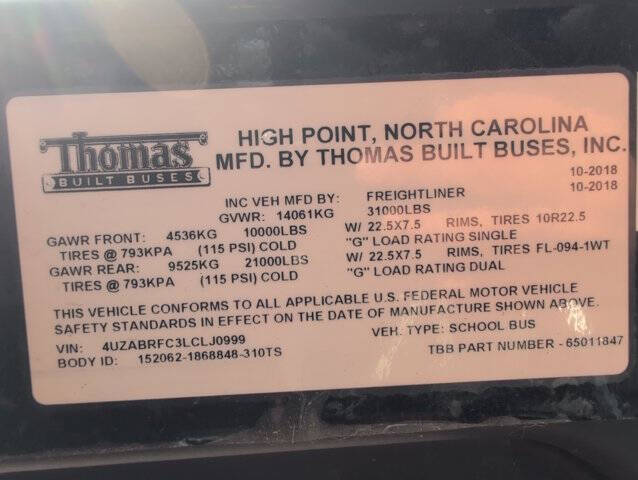 Thomas
BUILT BUSES
HIGH POINT, NORTH CAROLINA
MFD. BY THOMAS BUILT BUSES, INC.
10-2018
INC VEH MFD BY: FREIGHTLINER 10-2018
GVWR: 14061KG 31000LBS
GAWR FRONT: 4536KG 10000LBS W/ 22.5X7.5 RIMS, TIRES 10R22.5
TIRES @ 793KPA (115 PSI) COLD "G" LOAD RATING SINGLE
GAWR REAR: 9525KG 21000LBS W/ 22.5X7.5 RIMS, TIRES FL-094-1WT
TIRES @ 793KPA (115 PSI) COLD "G" LOAD RATING DUAL
THIS VEHICLE CONFORMS TO ALL APPLICABLE U.S. FEDERAL MOTOR VEHICLE
SAFETY STANDARDS IN EFFECT ON THE DATE OF MANUFACTURE SHOWN ABOVE.
VIN: 4UZABRFC3LCLJ0999 VEH. TYPE: SCHOOL BUS
BODY ID: 152062-1868848-310TS TBB PART NUMBER - 65011847